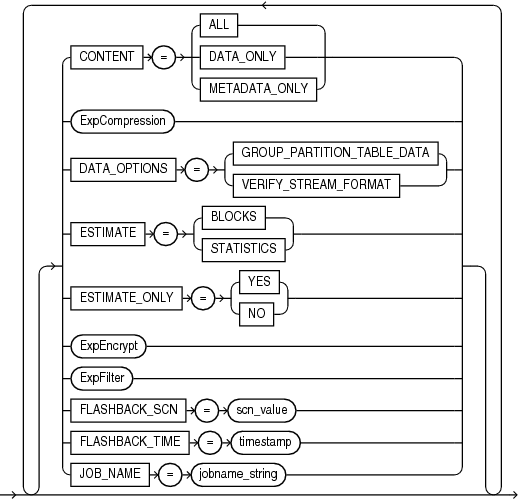 ALL
CONTENT = DATA_ONLY
METADATA_ONLY
ExpCompression
GROUP_PARTITION_TABLE_DATA
DATA_OPTIONS =
VERIFY_STREAM_FORMAT
BLOCKS
ESTIMATE =
STATISTICS
YES
ESTIMATE_ONLY =
NO
ExpEncrypt
ExpFilter
FLASHBACK_SCN = scn_value
FLASHBACK_TIME = timestamp
JOB_NAME = jobname_string